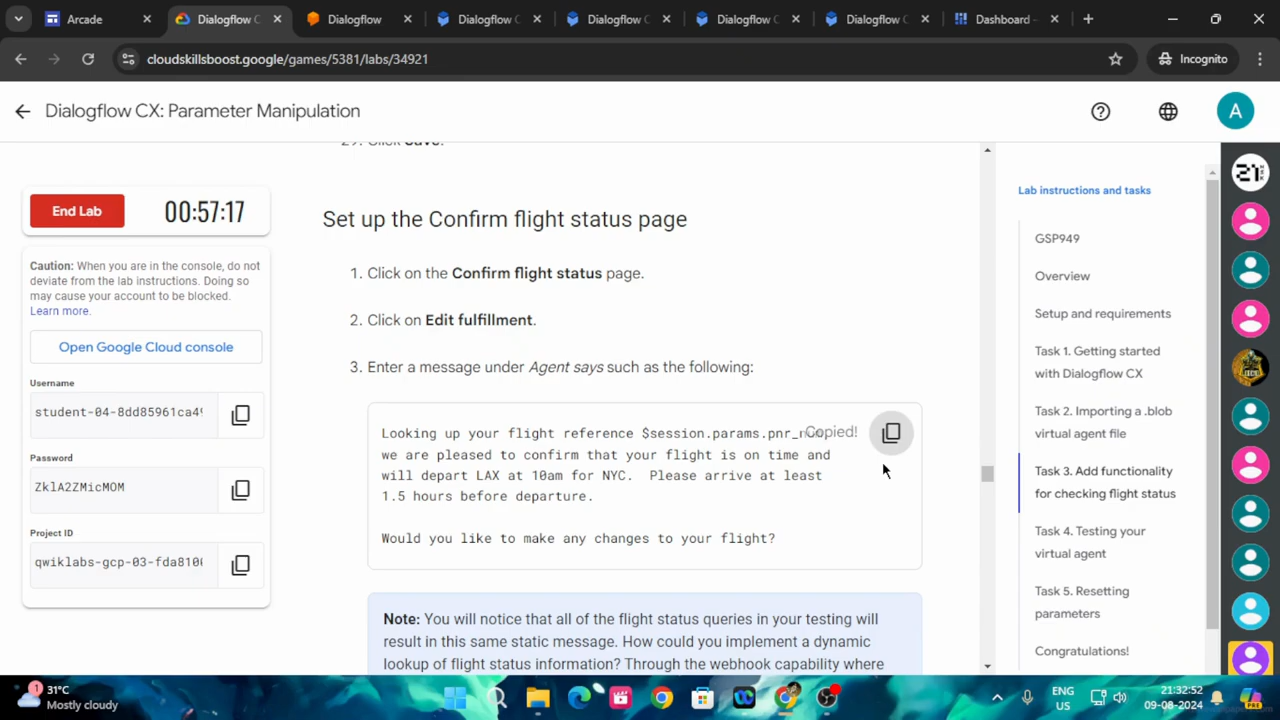 Arcade
Dialogflow C
Dialogflow
Dialogflow C
Dialogflow C
Dialogflow C
Dialogflow C
Dashboard -
cloudskillsboost.google/games/5381/labs/34921
Incognito
Dialogflow CX: Parameter Manipulation
A
End Lab
00:57:17
Caution: When you are in the console, do not
deviate from the lab instructions. Doing so
may cause your account to be blocked.
Learn more.
Open Google Cloud console
Username
student-04-8dd85961ca49
Password
ZklA2ZMicMOM
Project ID
qwiklabs-gcp-03-fda810
29. Click Save.
Set up the Confirm flight status page
1. Click on the Confirm flight status page.
2. Click on Edit fulfillment.
3. Enter a message under Agent says such as the following:
Looking up your flight reference $session.params.pnr_
Copied!
we are pleased to confirm that your flight is on time and
will depart LAX at 10am for NYC. Please arrive at least
1.5 hours before departure.
Would you like to make any changes to your flight?
Note: You will notice that all of the flight status queries in your testing will
result in this same static message. How could you implement a dynamic
lookup of flight status information? Through the webhook capability where
Lab instructions and tasks
GSP949
Overview
Setup and requirements
Task 1. Getting started
with Dialogflow CX
Task 2. Importing a .blob
virtual agent file
Task 3. Add functionality
for checking flight status
Task 4. Testing your
virtual agent
Task 5. Resetting
parameters
Congratulations!
1
31°C
Mostly cloudy
ENG
US
21:32:52
09-08-2024
PRE